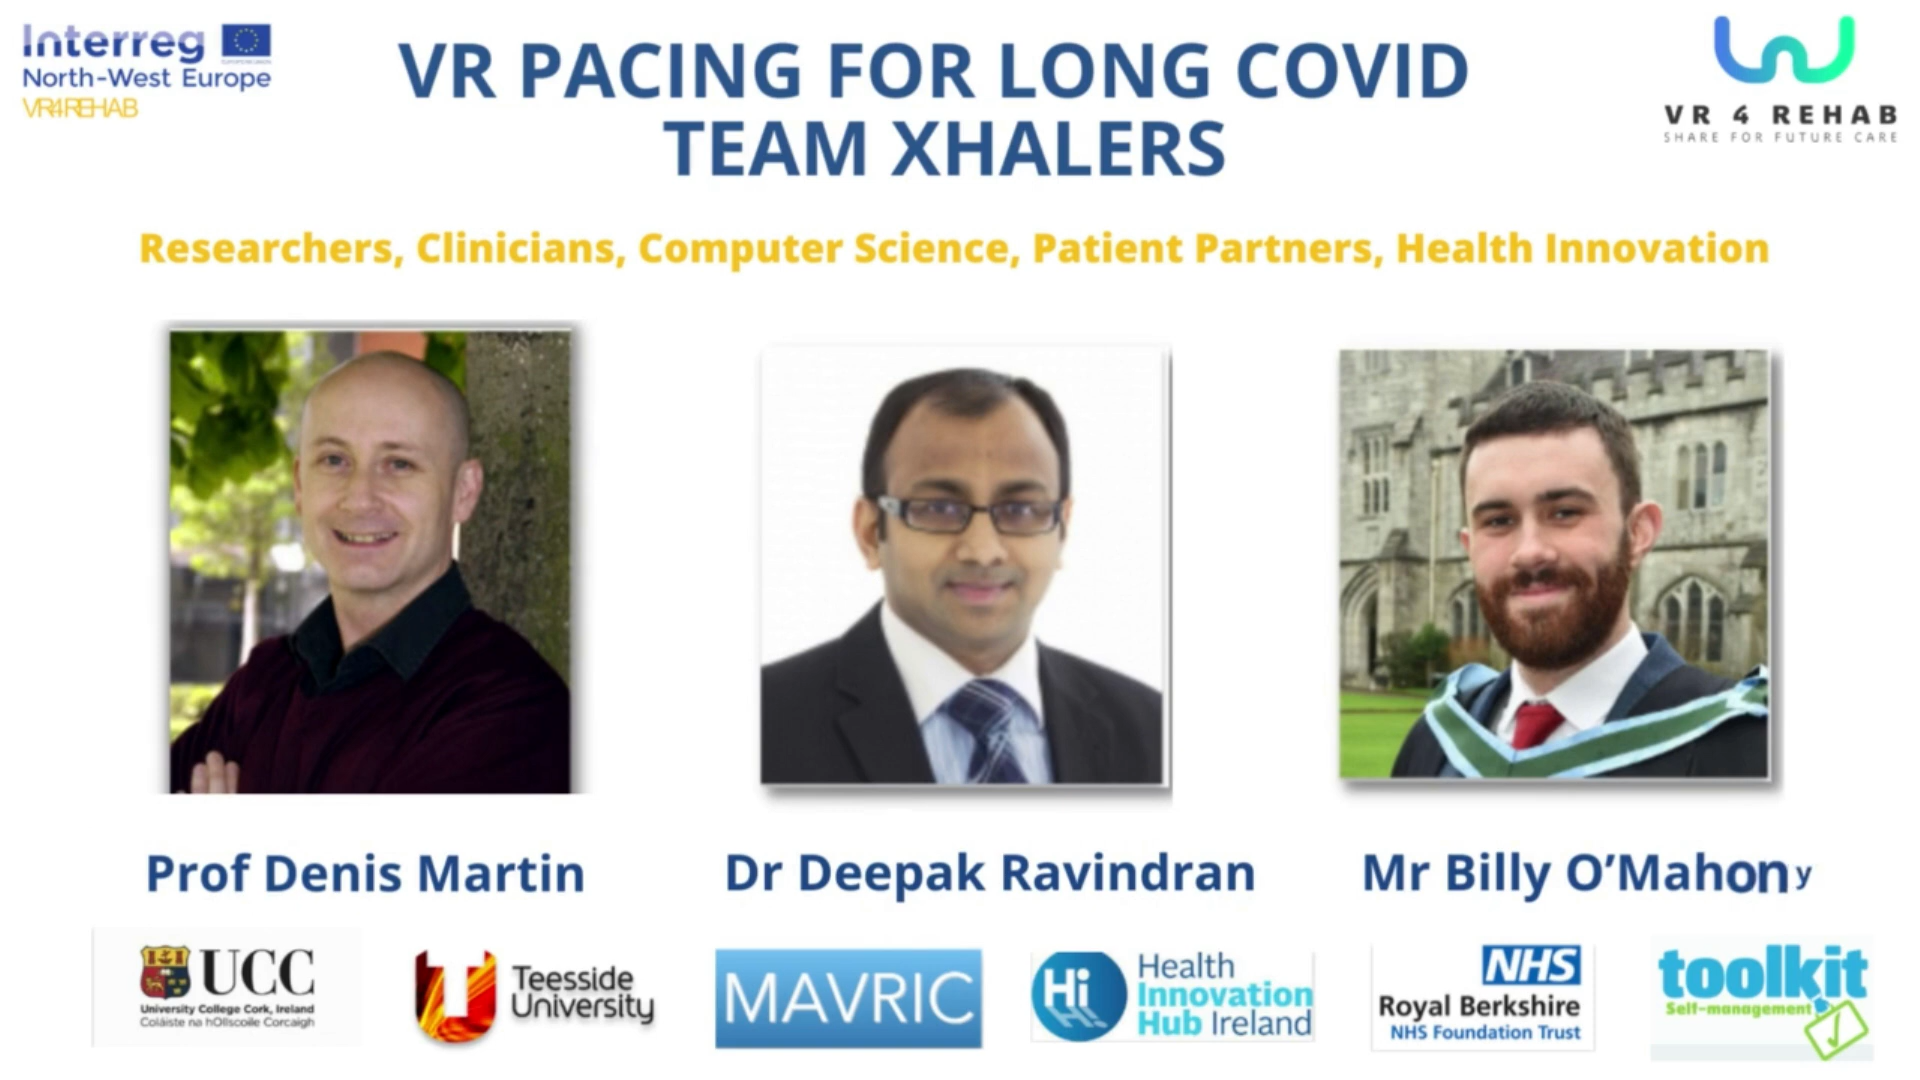 Interreg
North-West Europe
VR4REHAB
VR PACING FOR LONG COVID
TEAM XHALERS
VR 4 REHAB
SHARE FOR FUTURE CARE
Researchers, Clinicians, Computer Science, Patient Partners, Health Innovation
Prof Denis Martin
Dr Deepak Ravindran
Mr Billy O’Mahony
UCC
University College Cork, Ireland
Coláiste na hOllscoile Corcaigh
Teesside
University
MAVRIC
Hi
Health
Innovation
Hub Ireland
NHS
Royal Berkshire
NHS Foundation Trust
toolkit
Self-management